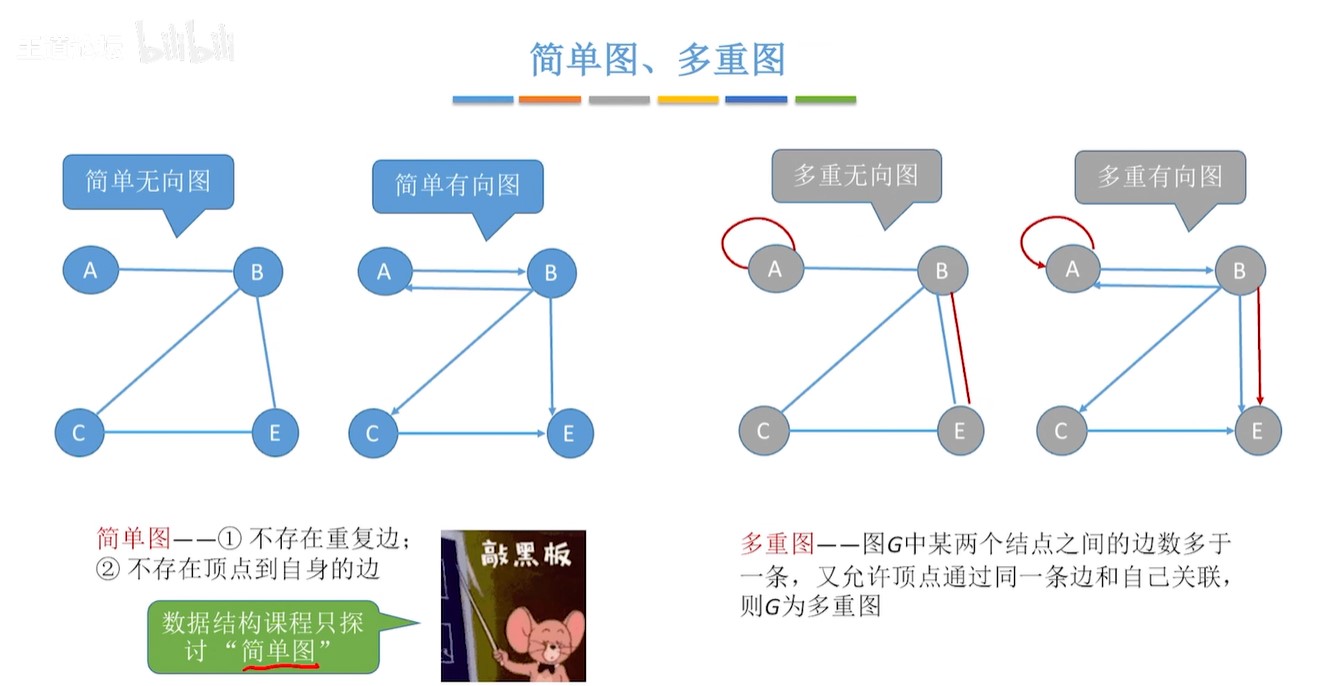 王道论坛 bilibili
简单图、多重图
简单无向图
简单有向图
多重无向图
多重有向图
A
B
C
E
A
B
C
E
A
B
C
E
A
B
C
E
简单图——① 不存在重复边；
② 不存在顶点到自身的边
数据结构课程只探
讨“简单图”
敲黑板
多重图——图G中某两个结点之间的边数多于
一条，又允许顶点通过同一条边和自己关联，
则G为多重图